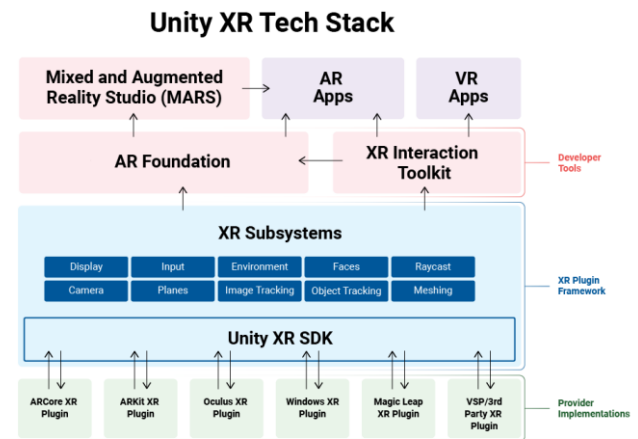 Unity XR Tech Stack
Mixed and Augmented
Reality Studio (MARS)
AR
Apps
VR
Apps
AR Foundation
XR Interaction
Toolkit
Developer
Tools
XR Subsystems
Display
Input
Environment
Faces
Raycast
Camera
Planes
Image Tracking
Object Tracking
Meshing
XR Plugin
Framework
Unity XR SDK
ARCore XR
Plugin
ARKit XR
Plugin
Oculus XR
Plugin
Windows XR
Plugin
Magic Leap
XR Plugin
VSP/3rd
Party XR
Plugin
Provider
Implementations